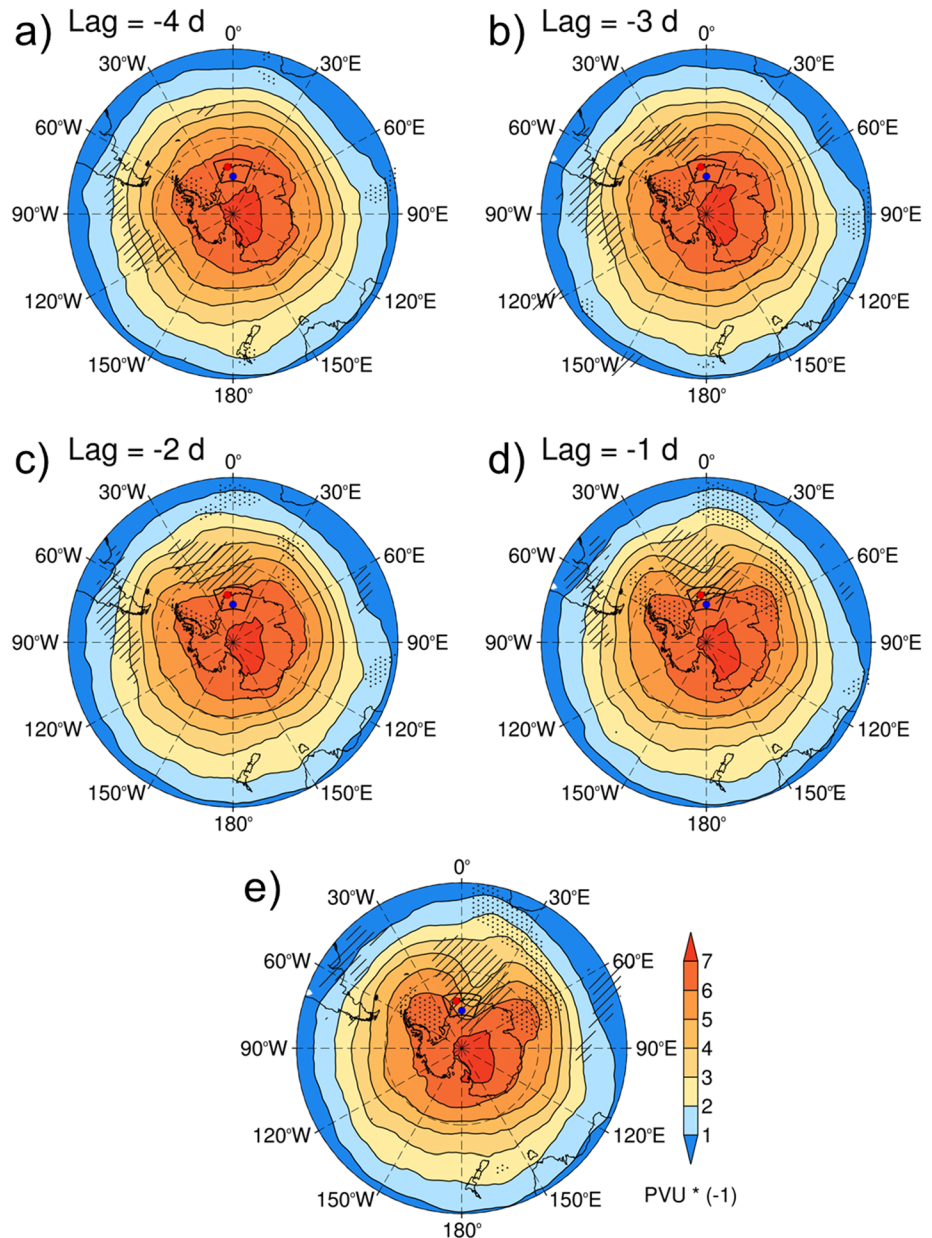 a) Lag = -4 d
0°
30°W 30°E
60°W 60°E
90°W 90°E
120°W 120°E
150°W 150°E
180°
b) Lag = -3 d
0°
30°W 30°E
60°W 60°E
90°W 90°E
120°W 120°E
150°W 150°E
180°
c) Lag = -2 d
0°
30°W 30°E
60°W 60°E
90°W 90°E
120°W 120°E
150°W 150°E
180°
d) Lag = -1 d
0°
30°W 30°E
60°W 60°E
90°W 90°E
120°W 120°E
150°W 150°E
180°
e)
0°
30°W 30°E
60°W 60°E
90°W 90°E
120°W 120°E
150°W 150°E
180°
7
6
5
4
3
2
1
PVU * (-1)